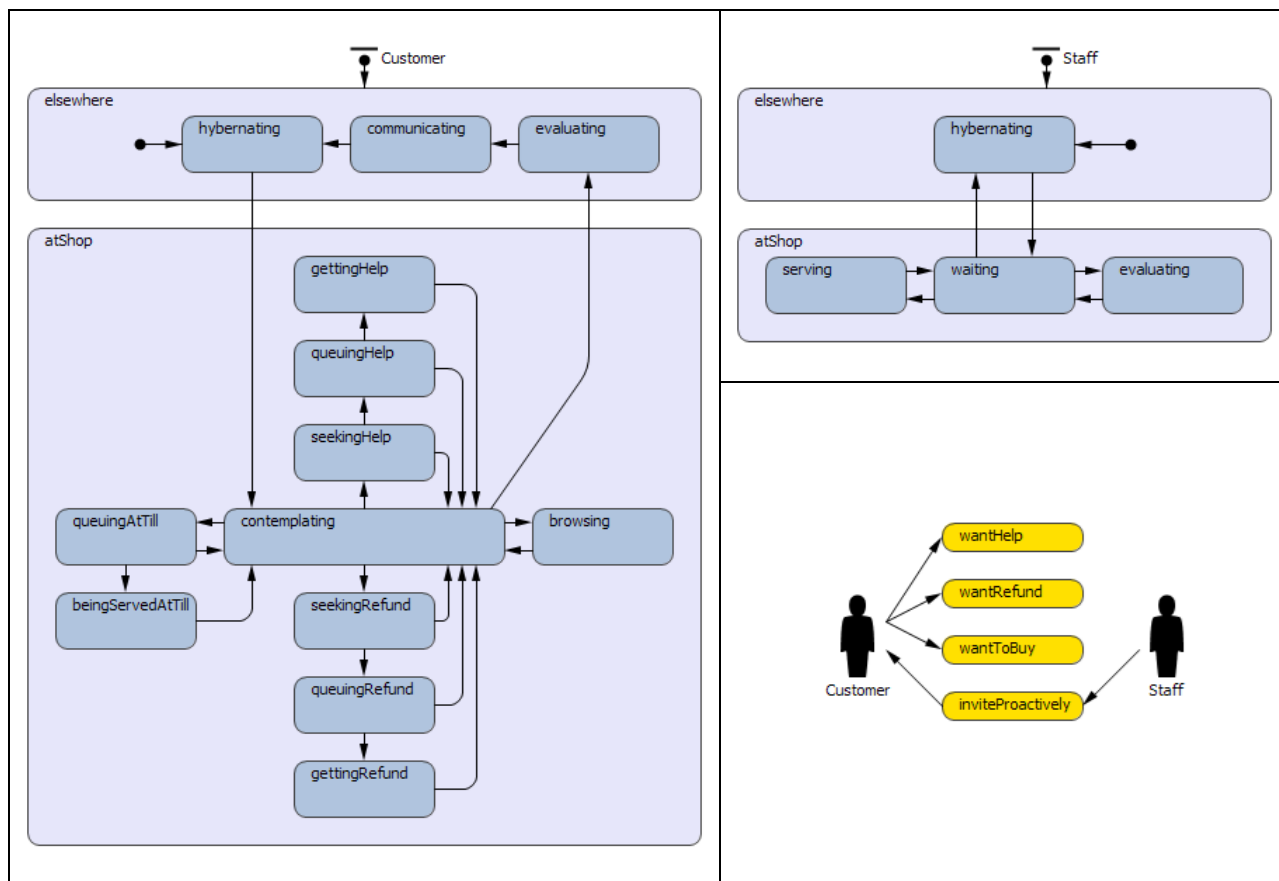 Customer
elsewhere
hybernating
communicating
evaluating
atShop
gettingHelp
queuingHelp
seekingHelp
queuingAtTill
contemplating
browsing
beingServedAtTill
seekingRefund
queuingRefund
gettingRefund
Staff
elsewhere
hybernating
atShop
serving
waiting
evaluating
wantHelp
wantRefund
wantToBuy
Customer
Staff
inviteProactively